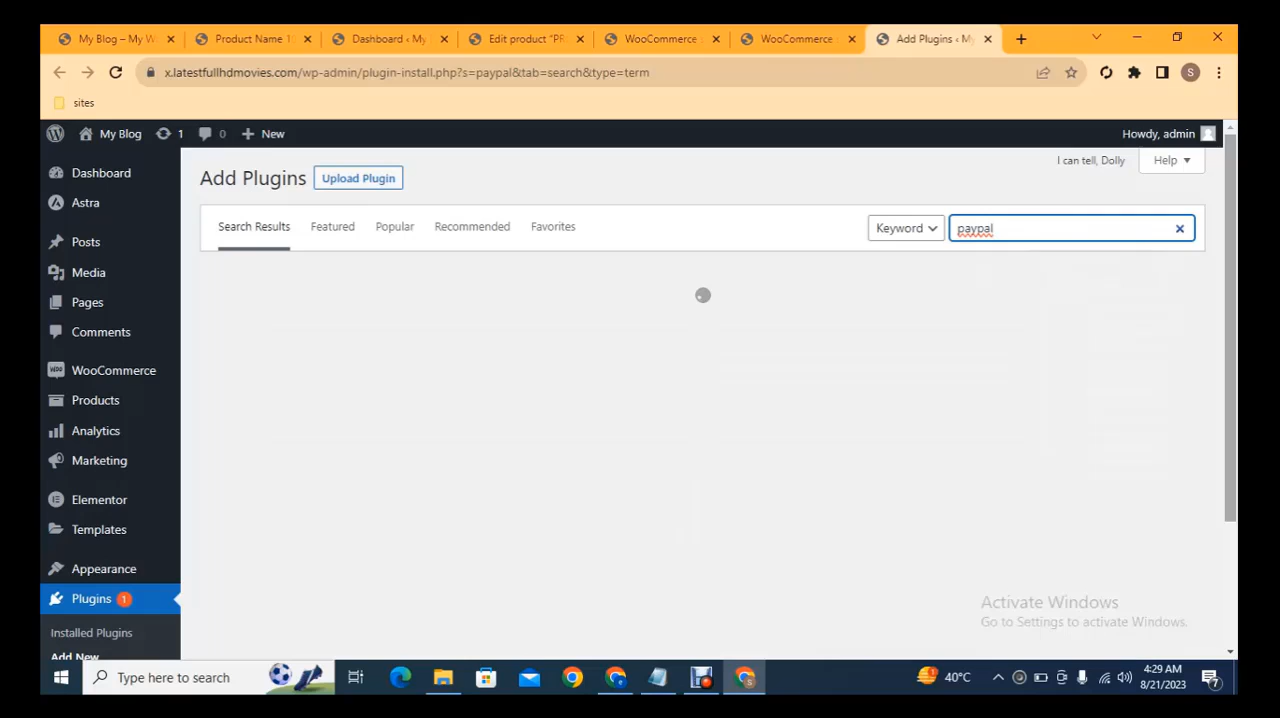 My Blog – My W
Product Name 1
Dashboard ‹ My
Edit product "PR
WooCommerce
WooCommerce
Add Plugins ‹ M
x.latestfullhdmovies.com/wp-admin/plugin-install.php?s=paypal&tab=search&type=term
S
sites
My Blog
1
0
New
Howdy, admin
I can tell, Dolly
Help
Dashboard
Astra
Posts
Media
Pages
Comments
WooCommerce
Products
Analytics
Marketing
Elementor
Templates
Appearance
Plugins 1
Installed Plugins
Add New
Add Plugins
Upload Plugin
Search Results
Featured
Popular
Recommended
Favorites
Keyword
paypal
Activate Windows
Go to Settings to activate Windows.
Type here to search
40°C
4:29 AM
8/21/2023
7